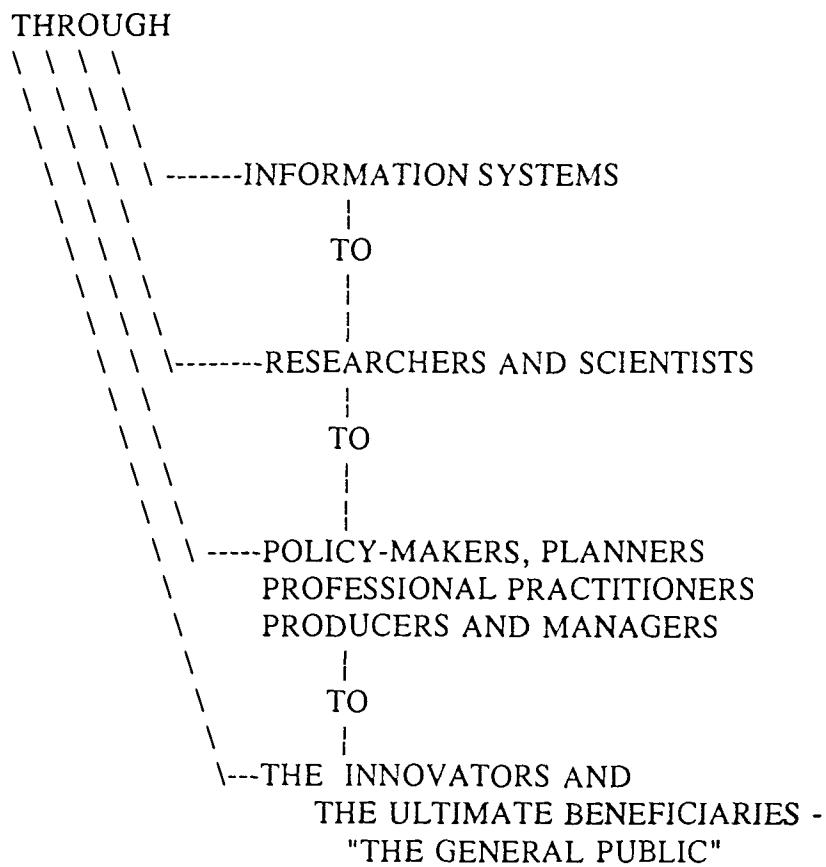 THROUGH
INFORMATION SYSTEMS
TO
RESEARCHERS AND SCIENTISTS
TO
POLICY-MAKERS, PLANNERS
PROFESSIONAL PRACTITIONERS
PRODUCERS AND MANAGERS
TO
THE INNOVATORS AND
THE ULTIMATE BENEFICIARIES -
"THE GENERAL PUBLIC"